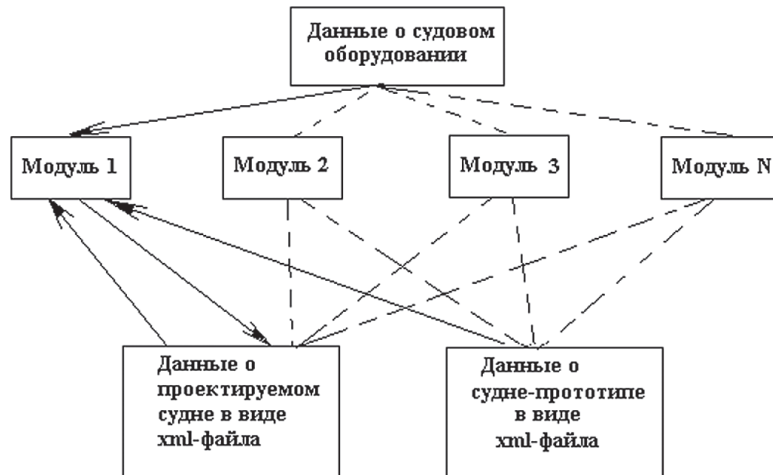 Данные о судовом
оборудовании
Модуль 1
Модуль 2
Модуль 3
Модуль N
Данные о
проектируемом
судне в виде
xml-файла
Данные о
судне-прототипе
в виде
xml-файла